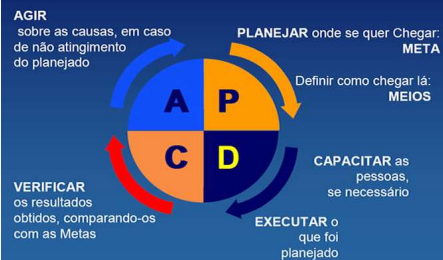 AGIR
sobre as causas, em caso
de não atingimento
do planejado
PLANEJAR onde se quer Chegar:
META
Definir como chegar lá:
MEIOS
A P
C D
CAPACITAR as
pessoas,
se necessário
VERIFICAR
os resultados
obtidos, comparando-os
com as Metas
EXECUTAR o
que foi
planejado